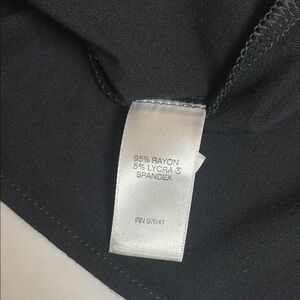 95% RAYON
5% LYCRA Ⓢ
SPANDEX
RN 97641